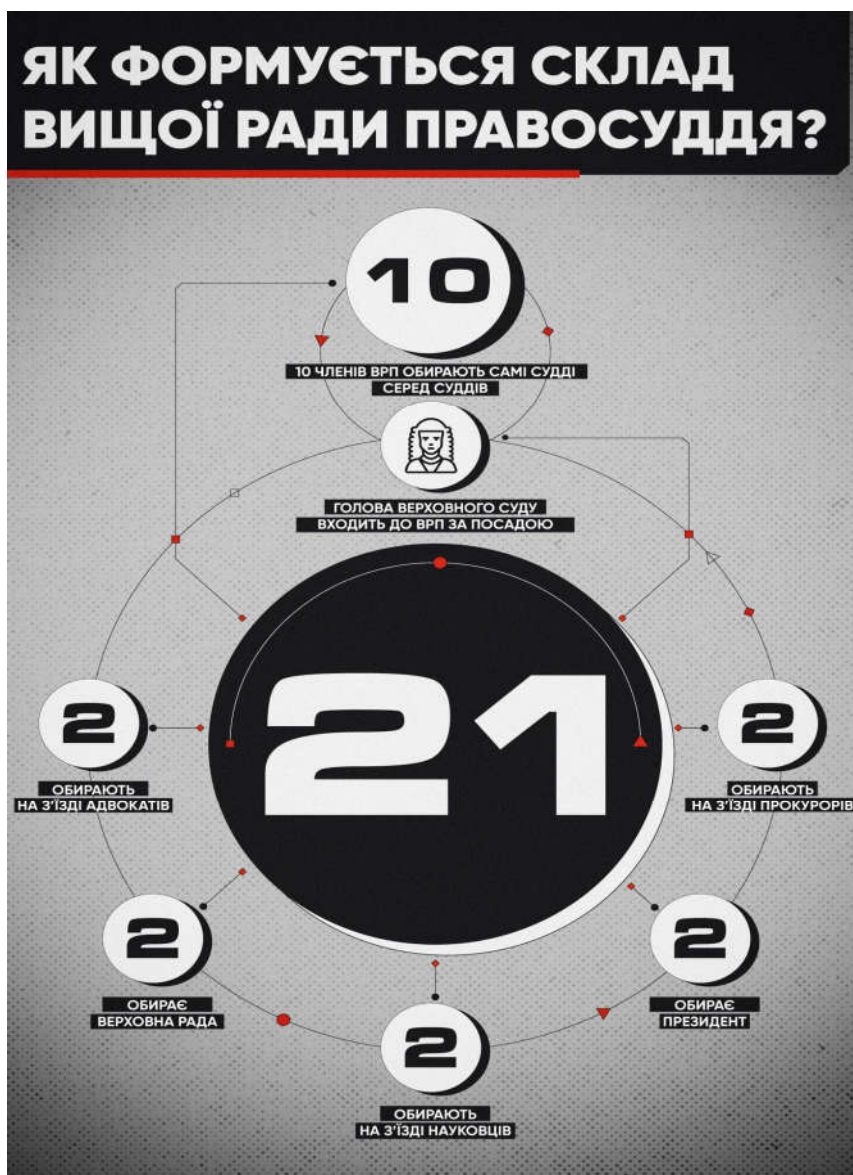 ЯК ФОРМУЄТЬСЯ СКЛАД
ВИЩОЇ РАДИ ПРАВОСУДДЯ?
10
10 ЧЛЕНІВ ВРП ОБИРАЮТЬ САМІ СУДДІ
СЕРЕД СУДДІВ
ГОЛОВА ВЕРХОВНОГО СУДУ
ВХОДИТЬ ДО ВРП ЗА ПОСАДОЮ
21
2
ОБИРАЮТЬ
НА З'ЇЗДІ АДВОКАТІВ
2
ОБИРАЮТЬ
НА З'ЇЗДІ ПРОКУРОРІВ
2
ОБИРАЄ
ВЕРХОВНА РАДА
2
ОБИРАЄ
ПРЕЗИДЕНТ
2
ОБИРАЮТЬ
НА З'ЇЗДІ НАУКОВЦІВ